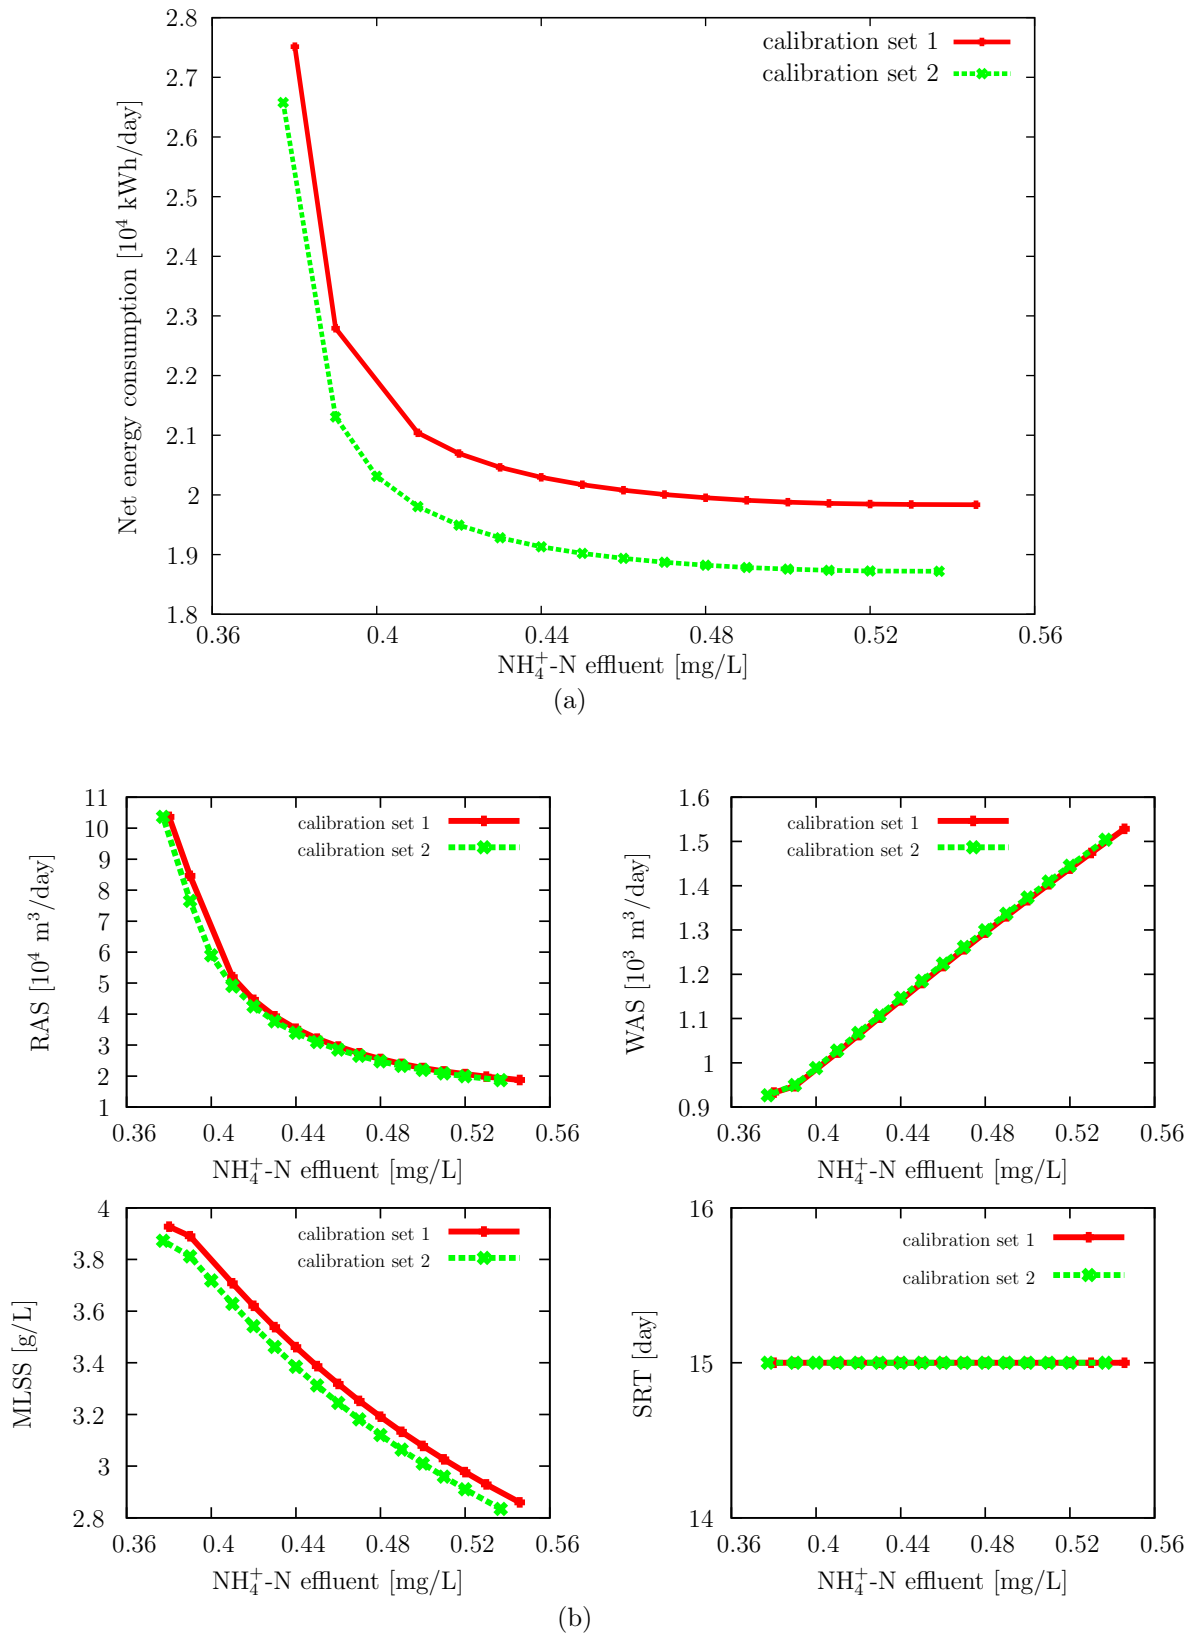 2.8
2.7
2.6
2.5
2.4
2.3
2.2
2.1
2
1.9
1.8
Net energy consumption [10⁴ kWh/day]
calibration set 1
calibration set 2
0.36 0.4 0.44 0.48 0.52 0.56
NH₄⁺-N effluent [mg/L]
(a)
11
10
9
8
7
6
5
4
3
2
1
RAS [10⁴ m³/day]
calibration set 1
calibration set 2
0.36 0.4 0.44 0.48 0.52 0.56
NH₄⁺-N effluent [mg/L]
1.6
1.5
1.4
1.3
1.2
1.1
1
0.9
WAS [10³ m³/day]
calibration set 1
calibration set 2
0.36 0.4 0.44 0.48 0.52 0.56
NH₄⁺-N effluent [mg/L]
4
3.8
3.6
3.4
3.2
3
2.8
MLSS [g/L]
calibration set 1
calibration set 2
0.36 0.4 0.44 0.48 0.52 0.56
NH₄⁺-N effluent [mg/L]
16
15
14
SRT [day]
calibration set 1
calibration set 2
0.36 0.4 0.44 0.48 0.52 0.56
NH₄⁺-N effluent [mg/L]
(b)